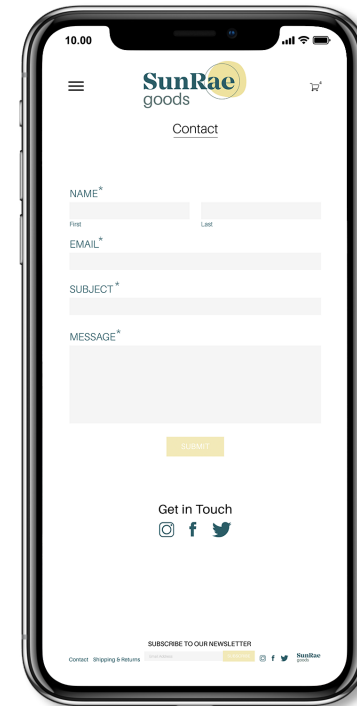 10.00
SunRae
goods
Contact
NAME*
First Last
EMAIL*
SUBJECT*
MESSAGE*
SUBMIT
Get in Touch
SUBSCRIBE TO OUR NEWSLETTER
Contact Shipping & Returns
SunRae
goods